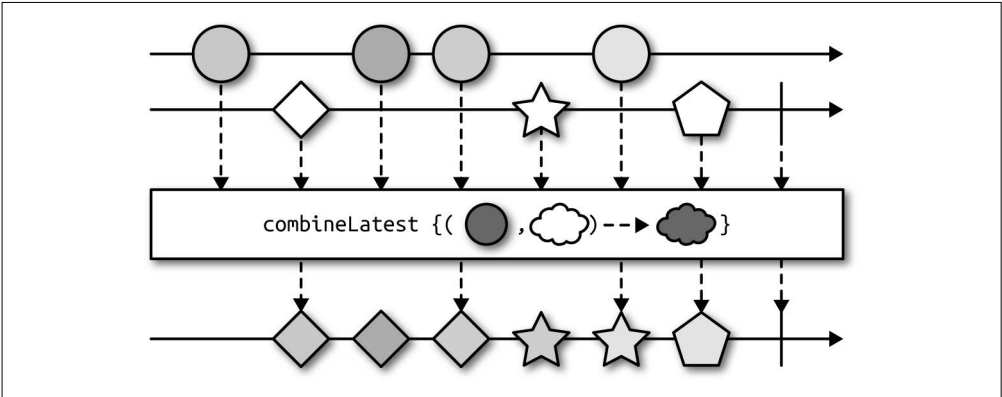 combineLatest {( , ) }